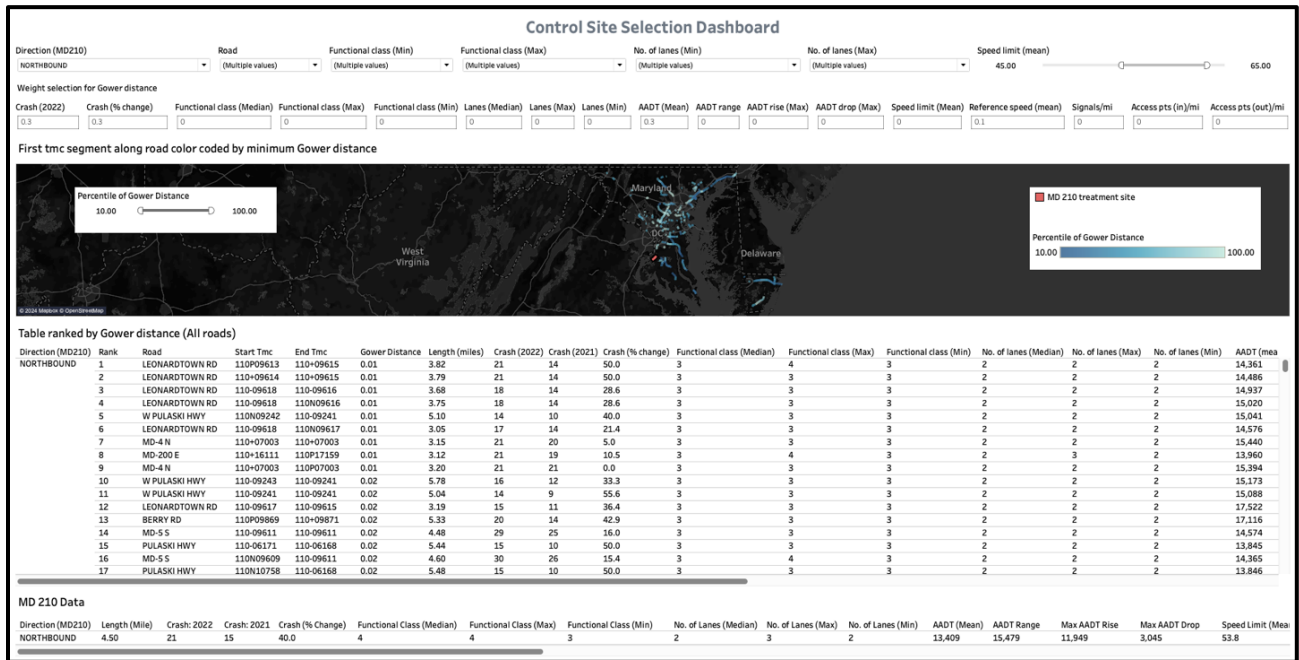 Control Site Selection Dashboard
Direction (MD210) Road Functional class (Min) Functional class (Max) No. of lanes (Min) No. of lanes (Max) Speed limit (mean)
NORTHBOUND (Multiple values) (Multiple values) (Multiple values) (Multiple values) (Multiple values) 45.00 65.00
Weight selection for Gower distance
Crash (2022) Crash (% change) Functional class (Median) Functional class (Max) Functional class (Min) Lanes (Median) Lanes (Max) Lanes (Min) AADT (Mean) AADT range AADT rise (Max) AADT drop (Max) Speed limit (Mean) Reference speed (mean) Signals/mi Access pts (in)/mi Access pts (out)/mi
0.3 0.3 0 0 0 0 0 0 0.3 0 0 0 0 0.1 0 0 0
First tmc segment along road color coded by minimum Gower distance
Percentile of Gower Distance
10.00 100.00
Maryland
DC
West
Virginia
Delaware
MD 210 treatment site
Percentile of Gower Distance
10.00 100.00
© 2024 Mapbox © OpenStreetMap
Table ranked by Gower distance (All roads)
Direction (MD210) Rank Road Start Tmc End Tmc Gower Distance Length (miles) Crash (2022) Crash (2021) Crash (% change) Functional class (Median) Functional class (Max) Functional class (Min) No. of lanes (Median) No. of lanes (Max) No. of lanes (Min) AADT (mea
NORTHBOUND 1 LEONARDTOWN RD 110P09613 110+09615 0.01 3.82 21 14 50.0 3 4 3 2 2 2 14,361
2 LEONARDTOWN RD 110+09614 110+09615 0.01 3.79 21 14 50.0 3 3 3 2 2 2 14,486
3 LEONARDTOWN RD 110-09618 110-09616 0.01 3.68 18 14 28.6 3 3 3 2 2 2 14,937
4 LEONARDTOWN RD 110-09618 110N09616 0.01 3.75 18 14 28.6 3 3 3 2 2 2 15,020
5 W PULASKI HWY 110N09242 110-09241 0.01 5.10 14 10 40.0 3 3 3 2 2 2 15,041
6 LEONARDTOWN RD 110-09618 110N09617 0.01 3.05 17 14 21.4 3 3 3 2 2 2 14,576
7 MD-4 N 110+07003 110+07003 0.01 3.15 21 20 5.0 3 3 3 2 2 2 15,440
8 MD-200 E 110+16111 110P17159 0.01 3.12 21 19 10.5 3 4 3 2 3 2 13,960
9 MD-4 N 110+07003 110P07003 0.01 3.20 21 21 0.0 3 3 3 2 2 2 15,394
10 W PULASKI HWY 110-09243 110-09241 0.02 5.78 16 12 33.3 3 3 3 2 2 2 15,173
11 W PULASKI HWY 110-09241 110-09241 0.02 5.04 14 9 55.6 3 3 3 2 2 2 15,088
12 LEONARDTOWN RD 110-09617 110-09615 0.02 3.19 15 11 36.4 3 3 3 2 2 2 17,522
13 BERRY RD 110P09869 110+09871 0.02 5.33 20 14 42.9 3 3 3 2 2 2 17,116
14 MD-5 S 110-09611 110-09611 0.02 4.48 29 25 16.0 3 3 3 2 2 2 14,574
15 PULASKI HWY 110-06171 110-06168 0.02 5.44 15 10 50.0 3 3 3 2 2 2 13,845
16 MD-5 S 110N09609 110-09611 0.02 4.60 30 26 15.4 3 4 3 2 2 2 14,365
17 PULASKI HWY 110N10758 110-06168 0.02 5.48 15 10 50.0 3 3 3 2 2 2 13,846
MD 210 Data
Direction (MD210) Length (Mile) Crash: 2022 Crash: 2021 Crash (% Change) Functional Class (Median) Functional Class (Max) Functional Class (Min) No. of Lanes (Median) No. of Lanes (Max) No. of Lanes (Min) AADT (Mean) AADT Range Max AADT Rise Max AADT Drop Speed Limit (Mea
NORTHBOUND 4.50 21 15 40.0 4 4 3 2 3 2 13,409 15,479 11,949 3,045 53.8